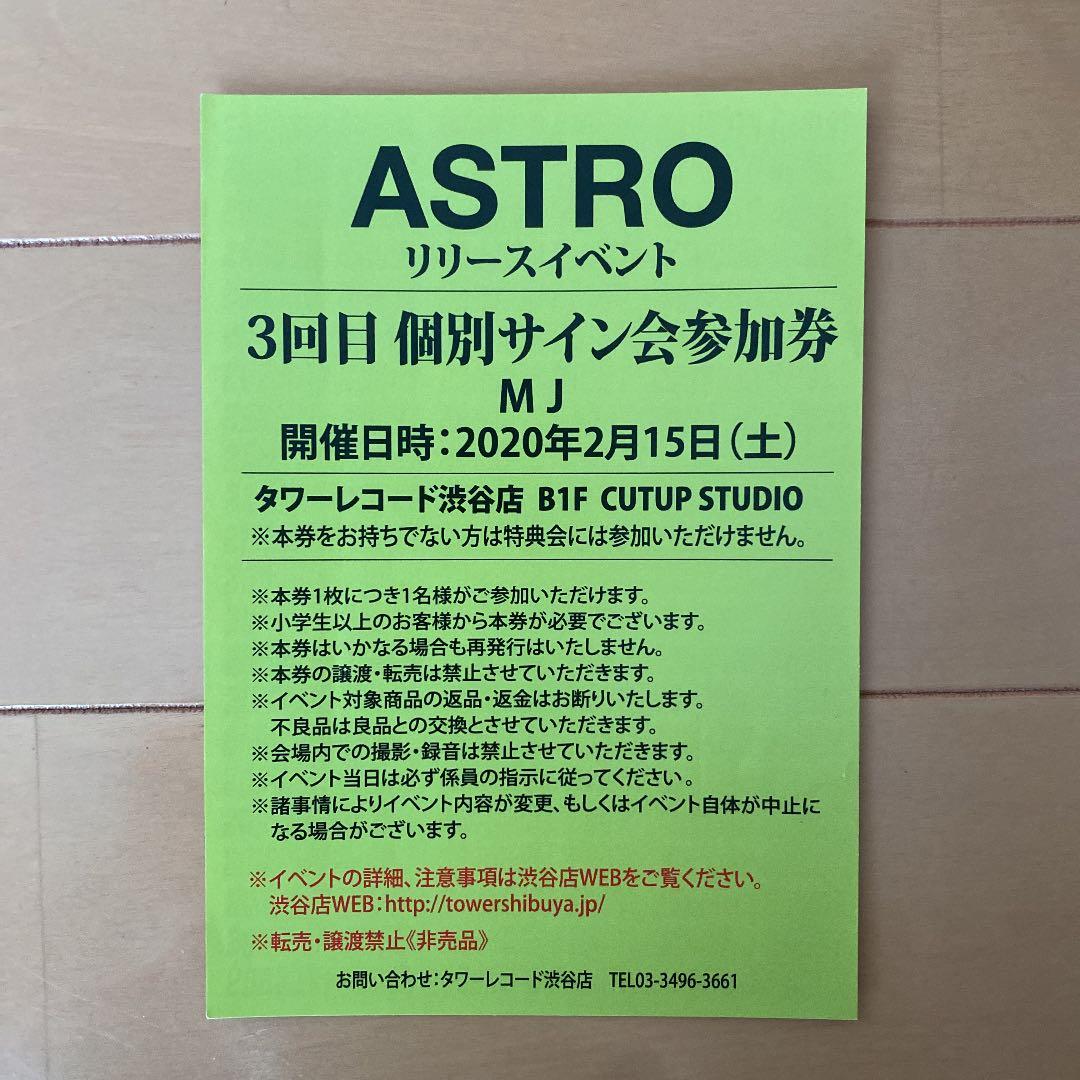 ASTRO
リリースイベント
3回目 個別サイン会参加券
MJ
開催日時：2020年2月15日（土）
タワーレコード渋谷店 B1F CUTUP STUDIO
※本券をお持ちでない方は特典会には参加いただけません。
※本券1枚につき1名様がご参加いただけます。
※小学生以上のお客様から本券が必要でございます。
※本券はいかなる場合も再発行はいたしません。
※本券の譲渡・転売は禁止させていただきます。
※イベント対象商品の返品・返金はお断りいたします。
不良品は良品との交換とさせていただきます。
※会場内での撮影・録音は禁止させていただきます。
※イベント当日は必ず係員の指示に従ってください。
※諸事情によりイベント内容が変更、もしくはイベント自体が中止に
なる場合がございます。
※イベントの詳細、注意事項は渋谷店WEBをご覧ください。
渋谷店WEB：http://towershibuya.jp/
※転売・譲渡禁止《非売品》
お問い合わせ：タワーレコード渋谷店 TEL03-3496-3661